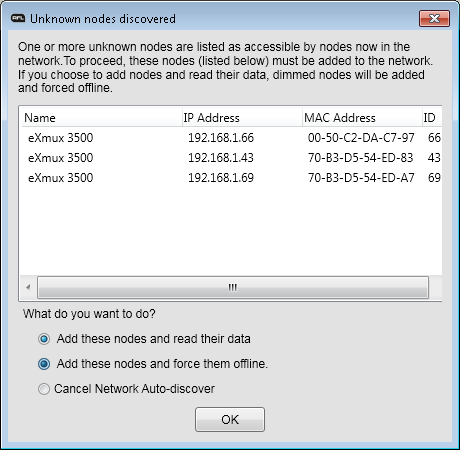 AFL Unknown nodes discovered
One or more unknown nodes are listed as accessible by nodes now in the
network.To proceed, these nodes (listed below) must be added to the network.
If you choose to add nodes and read their data, dimmed nodes will be added
and forced offline.
Name IP Address MAC Address ID
eXmux 3500 192.168.1.66 00-50-C2-DA-C7-97 66
eXmux 3500 192.168.1.43 70-B3-D5-54-ED-83 43
eXmux 3500 192.168.1.69 70-B3-D5-54-ED-A7 69
What do you want to do?
Add these nodes and read their data
Add these nodes and force them offline.
Cancel Network Auto-discover
OK